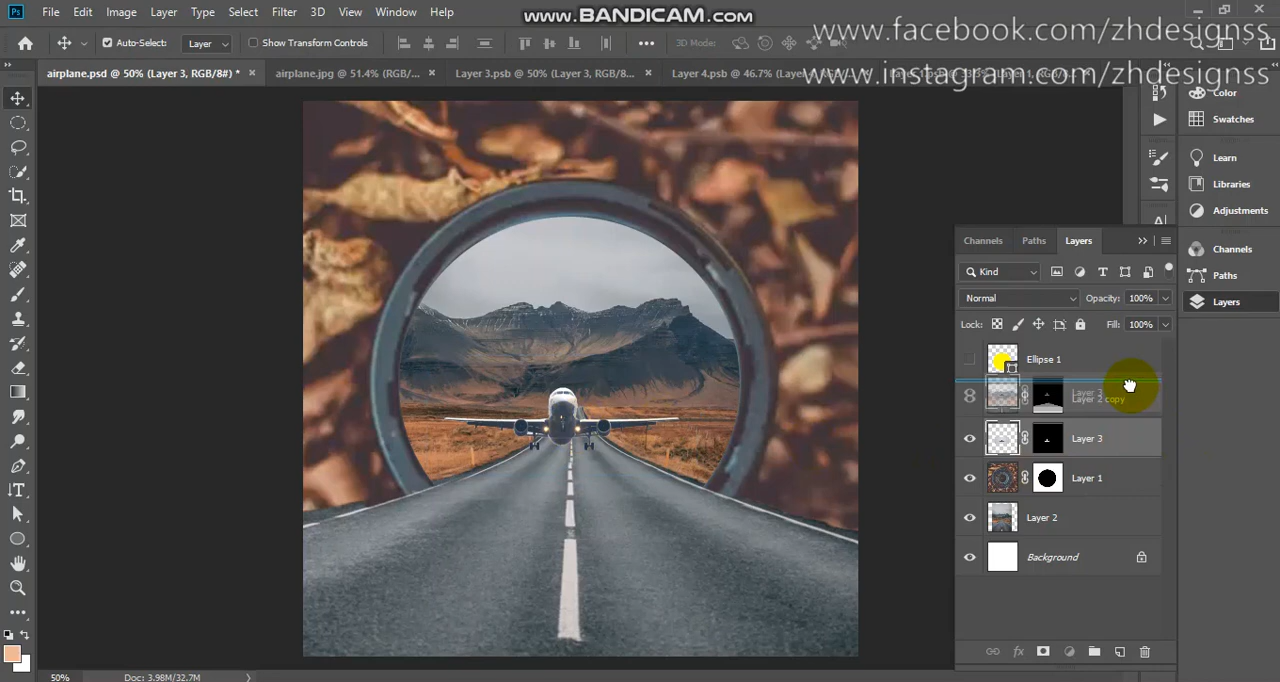 Ps File Edit Image Layer Type Select Filter 3D View Window Help
www.BANDICAM.com
www.facebook.com/zhdesignss
Auto-Select: Layer Show Transform Controls 3D Mode:
airplane.psd @ 50% (Layer 3, RGB/8#) * airplane.jpg @ 51.4% (RGB/... Layer 3.psb @ 50% (Layer 3, RGB/8... Layer 4.psb @ 46.7%
www.instagram.com/zhdesignss
Color
Swatches
Learn
Libraries
Adjustments
Channels
Paths
Layers
Channels Paths Layers
Kind
Normal Opacity: 100%
Lock: Fill: 100%
Ellipse 1
Layer 3
Layer 2 copy
Layer 3
Layer 1
Layer 2
Background
fx
50% Doc: 3.98M/32.7M